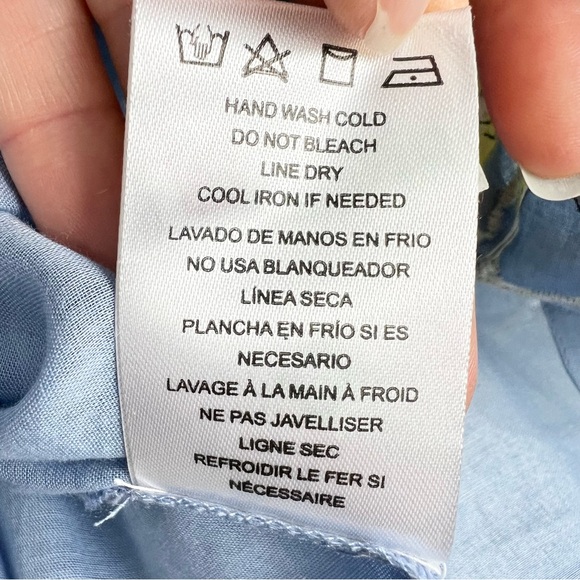 HAND WASH COLD
DO NOT BLEACH
LINE DRY
COOL IRON IF NEEDED
LAVADO DE MANOS EN FRIO
NO USA BLANQUEADOR
LÍNEA SECA
PLANCHA EN FRÍO SI ES
NECESARIO
LAVAGE À LA MAIN À FROID
NE PAS JAVELLISER
LIGNE SEC
REFROIDIR LE FER SI
NÉCESSAIRE